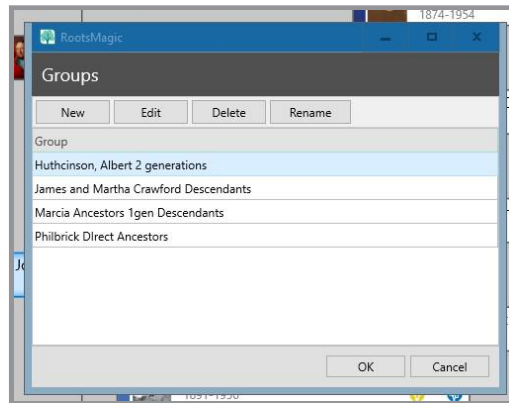 1874-1954
RootsMagic
Groups
New Edit Delete Rename
Group
Huthcinson, Albert 2 generations
James and Martha Crawford Descendants
Marcia Ancestors 1gen Descendants
Philbrick DIrect Ancestors
OK Cancel